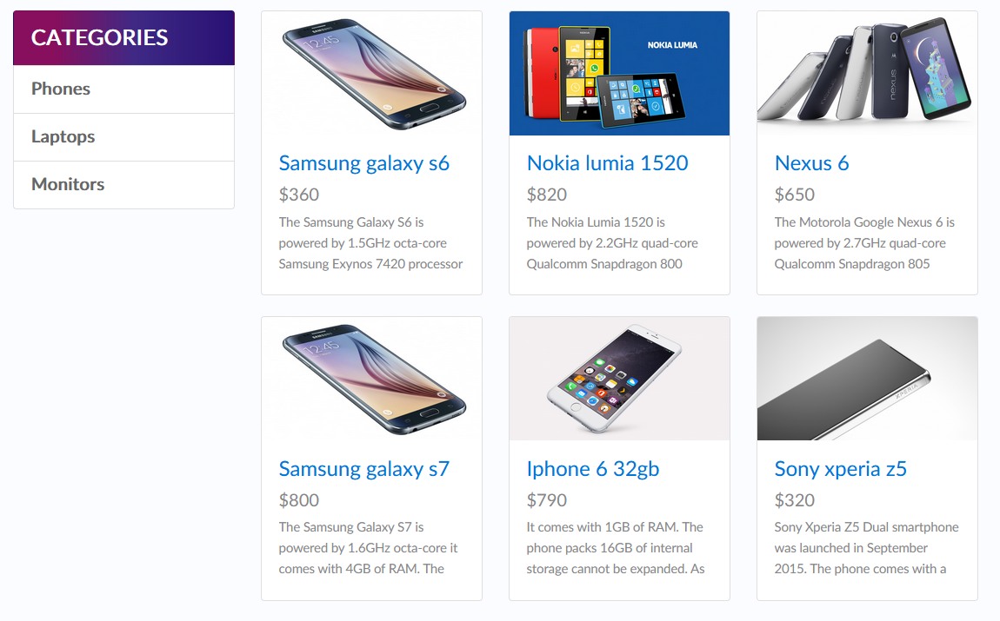 CATEGORIES
Phones
Laptops
Monitors
12:45
Samsung galaxy s6
$360
The Samsung Galaxy S6 is
powered by 1.5GHz octa-core
Samsung Exynos 7420 processor
NOKIA LUMIA
Nokia lumia 1520
$820
The Nokia Lumia 1520 is
powered by 2.2GHz quad-core
Qualcomm Snapdragon 800
nexus
Nexus 6
$650
The Motorola Google Nexus 6 is
powered by 2.7GHz quad-core
Qualcomm Snapdragon 805
12:45
Samsung galaxy s7
$800
The Samsung Galaxy S7 is
powered by 1.6GHz octa-core it
comes with 4GB of RAM. The
Iphone 6 32gb
$790
It comes with 1GB of RAM. The
phone packs 16GB of internal
storage cannot be expanded. As
XPERIA
Sony xperia z5
$320
Sony Xperia Z5 Dual smartphone
was launched in September
2015. The phone comes with a